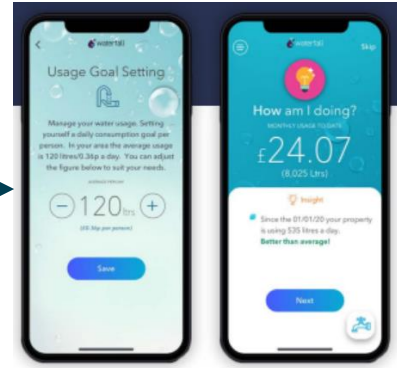 watertall
Usage Goal Setting
Manage your water usage. Setting
yourself a daily consumption goal per
person. In your area the average usage
is 120 litres/0.36p a day. You can adjust
the figure below to suit your needs.
120 ltrs
Save
watertall
Skip
How am I doing?
MONTHLY USAGE TO DATE
£24.07
(8,025 Ltrs)
Insight
Since the 01/01/20 your property
is using 535 litres a day.
Better than average!
Next